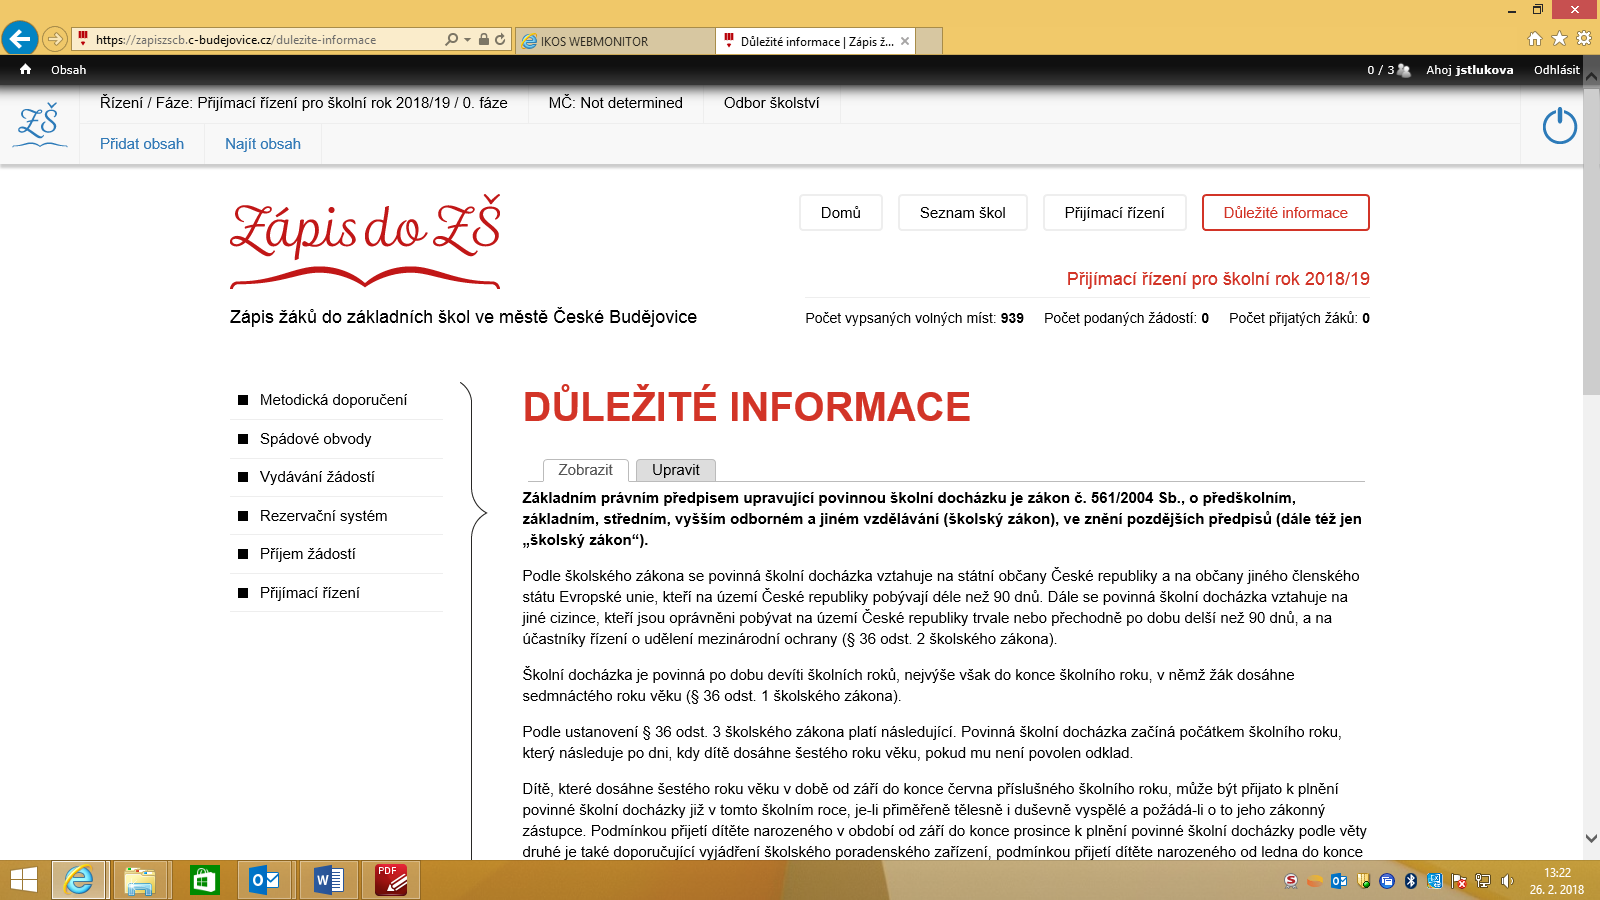 https://zapiszscb.c-budejovice.cz/dulezite-informace
IKOS WEBMONITOR
Důležité informace | Zápis ž...
Obsah
0 / 3
Ahoj jstlukova
Odhlásit
ZŠ
Řízení / Fáze: Přijímací řízení pro školní rok 2018/19 / 0. fáze
MČ: Not determined
Odbor školství
Přidat obsah
Najít obsah
Zápis do ZŠ
Domů
Seznam škol
Přijímací řízení
Důležité informace
Přijímací řízení pro školní rok 2018/19
Zápis žáků do základních škol ve městě České Budějovice
Počet vypsaných volných míst: 939
Počet podaných žádostí: 0
Počet přijatých žáků: 0
Metodická doporučení
Spádové obvody
Vydávání žádostí
Rezervační systém
Příjem žádostí
Přijímací řízení
DŮLEŽITÉ INFORMACE
Zobrazit
Upravit
Základním právním předpisem upravující povinnou školní docházku je zákon č. 561/2004 Sb., o předškolním,
základním, středním, vyšším odborném a jiném vzdělávání (školský zákon), ve znění pozdějších předpisů (dále též jen
„školský zákon“).
Podle školského zákona se povinná školní docházka vztahuje na státní občany České republiky a na občany jiného členského
státu Evropské unie, kteří na území České republiky pobývají déle než 90 dnů. Dále se povinná školní docházka vztahuje na
jiné cizince, kteří jsou oprávněni pobývat na území České republiky trvale nebo přechodně po dobu delší než 90 dnů, a na
účastníky řízení o udělení mezinárodní ochrany (§ 36 odst. 2 školského zákona).
Školní docházka je povinná po dobu devíti školních roků, nejvýše však do konce školního roku, v němž žák dosáhne
sedmnáctého roku věku (§ 36 odst. 1 školského zákona).
Podle ustanovení § 36 odst. 3 školského zákona platí následující. Povinná školní docházka začíná počátkem školního roku,
který následuje po dni, kdy dítě dosáhne šestého roku věku, pokud mu není povolen odklad.
Dítě, které dosáhne šestého roku věku v době od září do konce června příslušného školního roku, může být přijato k plnění
povinné školní docházky již v tomto školním roce, je-li přiměřeně tělesně i duševně vyspělé a požádá-li o to jeho zákonný
zástupce. Podmínkou přijetí dítěte narozeného v období od září do konce prosince k plnění povinné školní docházky podle věty
druhé je také doporučující vyjádření školského poradenského zařízení, podmínkou přijetí dítěte narozeného od ledna do konce
PDF
13:22
26. 2. 2018